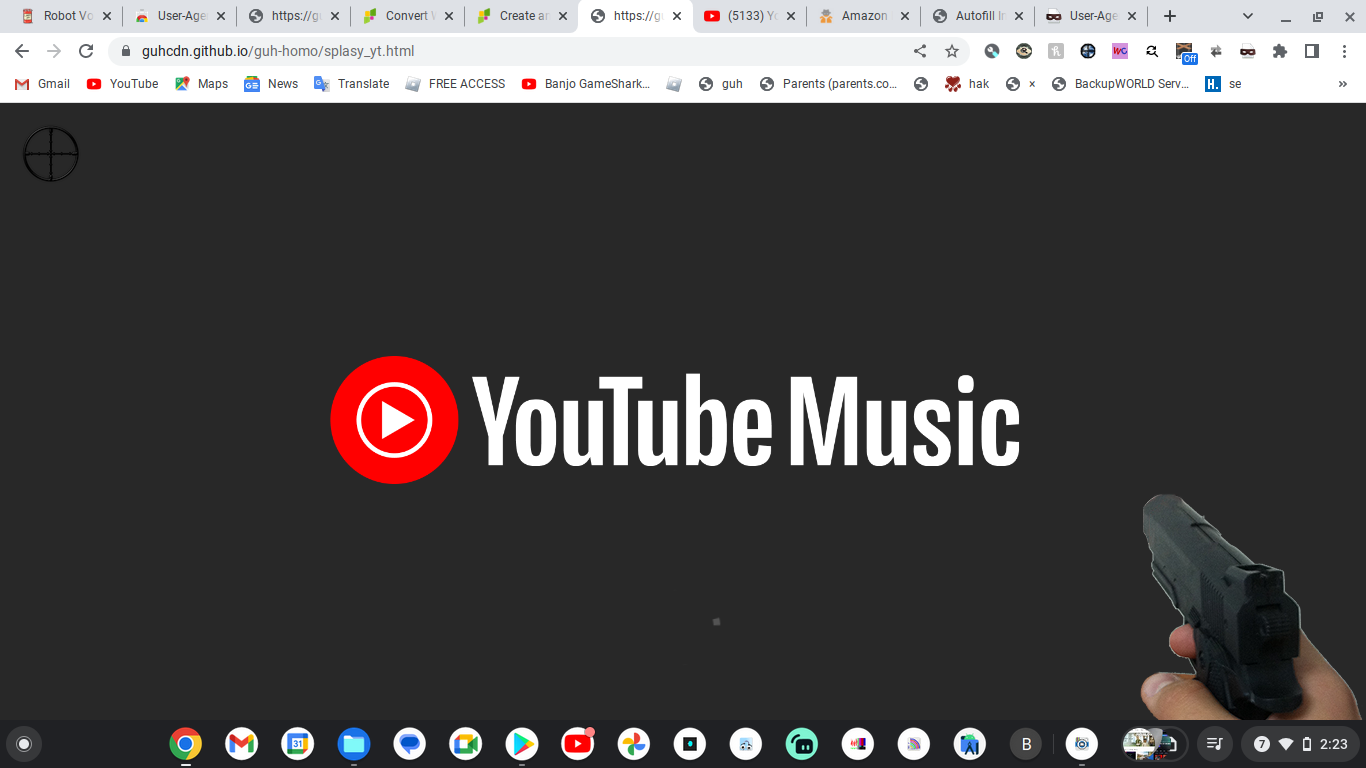 Robot Vo
User-Age
https://gu
Convert W
Create an
https://gu
(5133) Yo
Amazon
Autofill In
User-Age
guhcdn.github.io/guh-homo/splasy_yt.html
WC
Off
Gmail
YouTube
Maps
News
Translate
FREE ACCESS
Banjo GameShark...
guh
Parents (parents.co...
hak
×
BackupWORLD Serv...
H.
se
»
YouTube Music
31
B
7
2:23